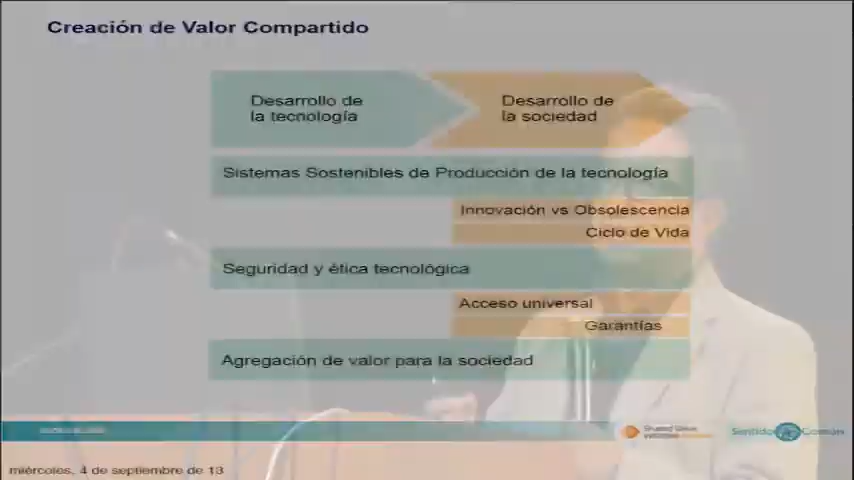 Creación de Valor Compartido
Desarrollo de
la tecnología
Desarrollo de
la sociedad
Sistemas Sostenibles de Producción de la tecnología
Innovación vs Obsolescencia
Ciclo de Vida
Seguridad y ética tecnológica
Acceso universal
Garantías
Agregación de valor para la sociedad
Shared Value
Sentido Común
miércoles, 4 de septiembre de 13